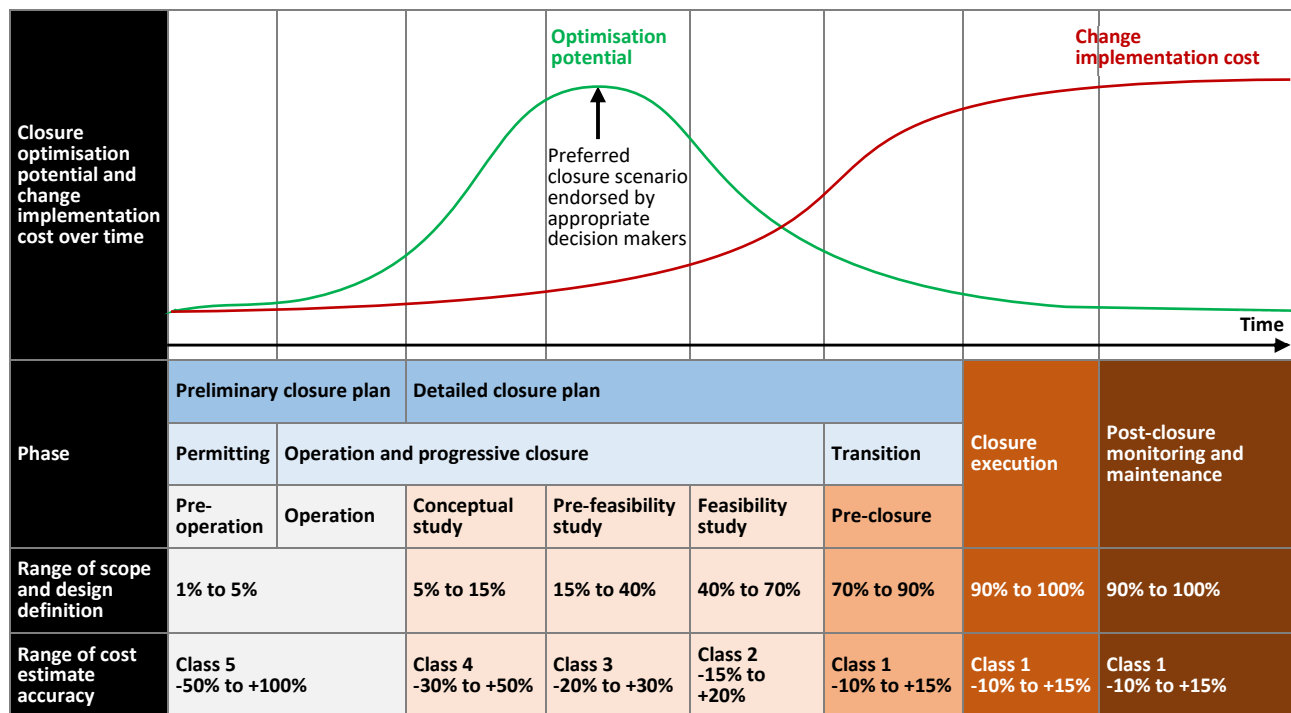 Optimisation
potential
Change
implementation cost
Closure
optimisation
potential and
change
implementation
cost over time
Preferred
closure scenario
endorsed by
appropriate
decision makers
Time
Phase
Preliminary closure plan
Detailed closure plan
Closure
execution
Post-closure
monitoring and
maintenance
Permitting
Operation and progressive closure
Transition
Pre-
operation
Operation
Conceptual
study
Pre-feasibility
study
Feasibility
study
Pre-closure
Range of scope
and design
definition
1% to 5%
5% to 15%
15% to 40%
40% to 70%
70% to 90%
90% to 100%
90% to 100%
Range of cost
estimate
accuracy
Class 5
-50% to +100%
Class 4
-30% to +50%
Class 3
-20% to +30%
Class 2
-15% to
+20%
Class 1
-10% to +15%
Class 1
-10% to +15%
Class 1
-10% to +15%